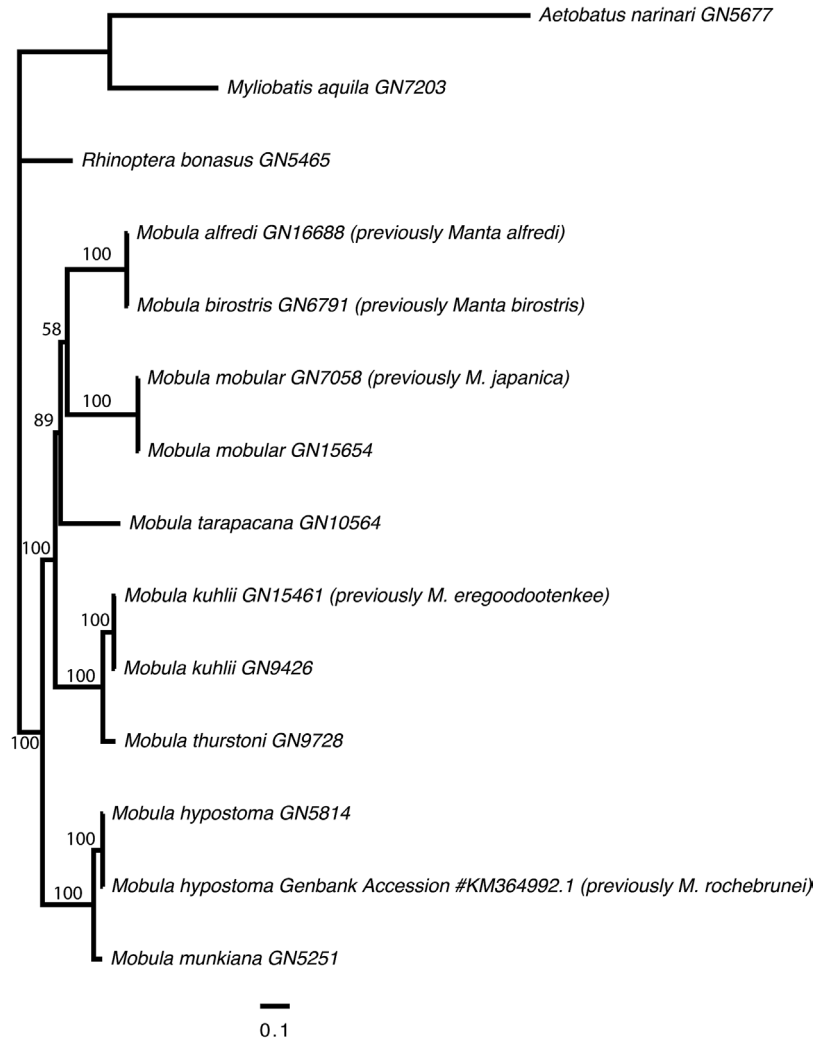 Aetobatus narinari GN5677
Myliobatis aquila GN7203
Rhinoptera bonasus GN5465
Mobula alfredi GN16688 (previously Manta alfredi)
100
Mobula birostris GN6791 (previously Manta birostris)
58
Mobula mobular GN7058 (previously M. japanica)
100
89
Mobula mobular GN15654
Mobula tarapacana GN10564
100
Mobula kuhlii GN15461 (previously M. eregoodootenkee)
100
Mobula kuhlii GN9426
100
Mobula thurstoni GN9728
100
Mobula hypostoma GN5814
100
Mobula hypostoma Genbank Accession #KM364992.1 (previously M. rochebrunei)
100
Mobula munkiana GN5251
0.1